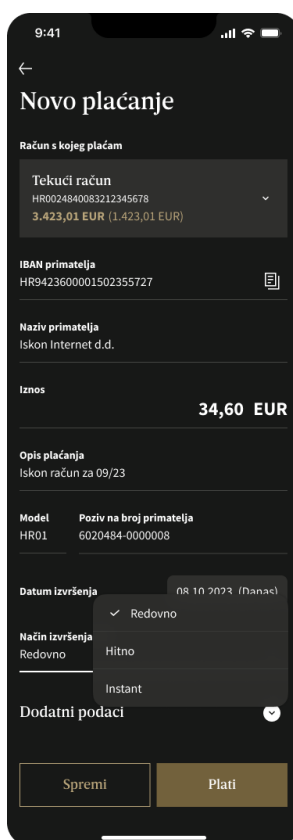 9:41
Novo plaćanje
Račun s kojeg plaćam
Tekući račun
HR0024840083212345678
3.423,01 EUR (1.423,01 EUR)
IBAN primatelja
HR9423600001502355727
Naziv primatelja
Iskon Internet d.d.
Iznos
34,60 EUR
Opis plaćanja
Iskon račun za 09/23
Model Poziv na broj primatelja
HR01 6020484-0000008
Datum izvršenja 08.10.2023. (Danas)
Redovno
Način izvršenja
Redovno
Hitno
Instant
Dodatni podaci
Spremi Plati